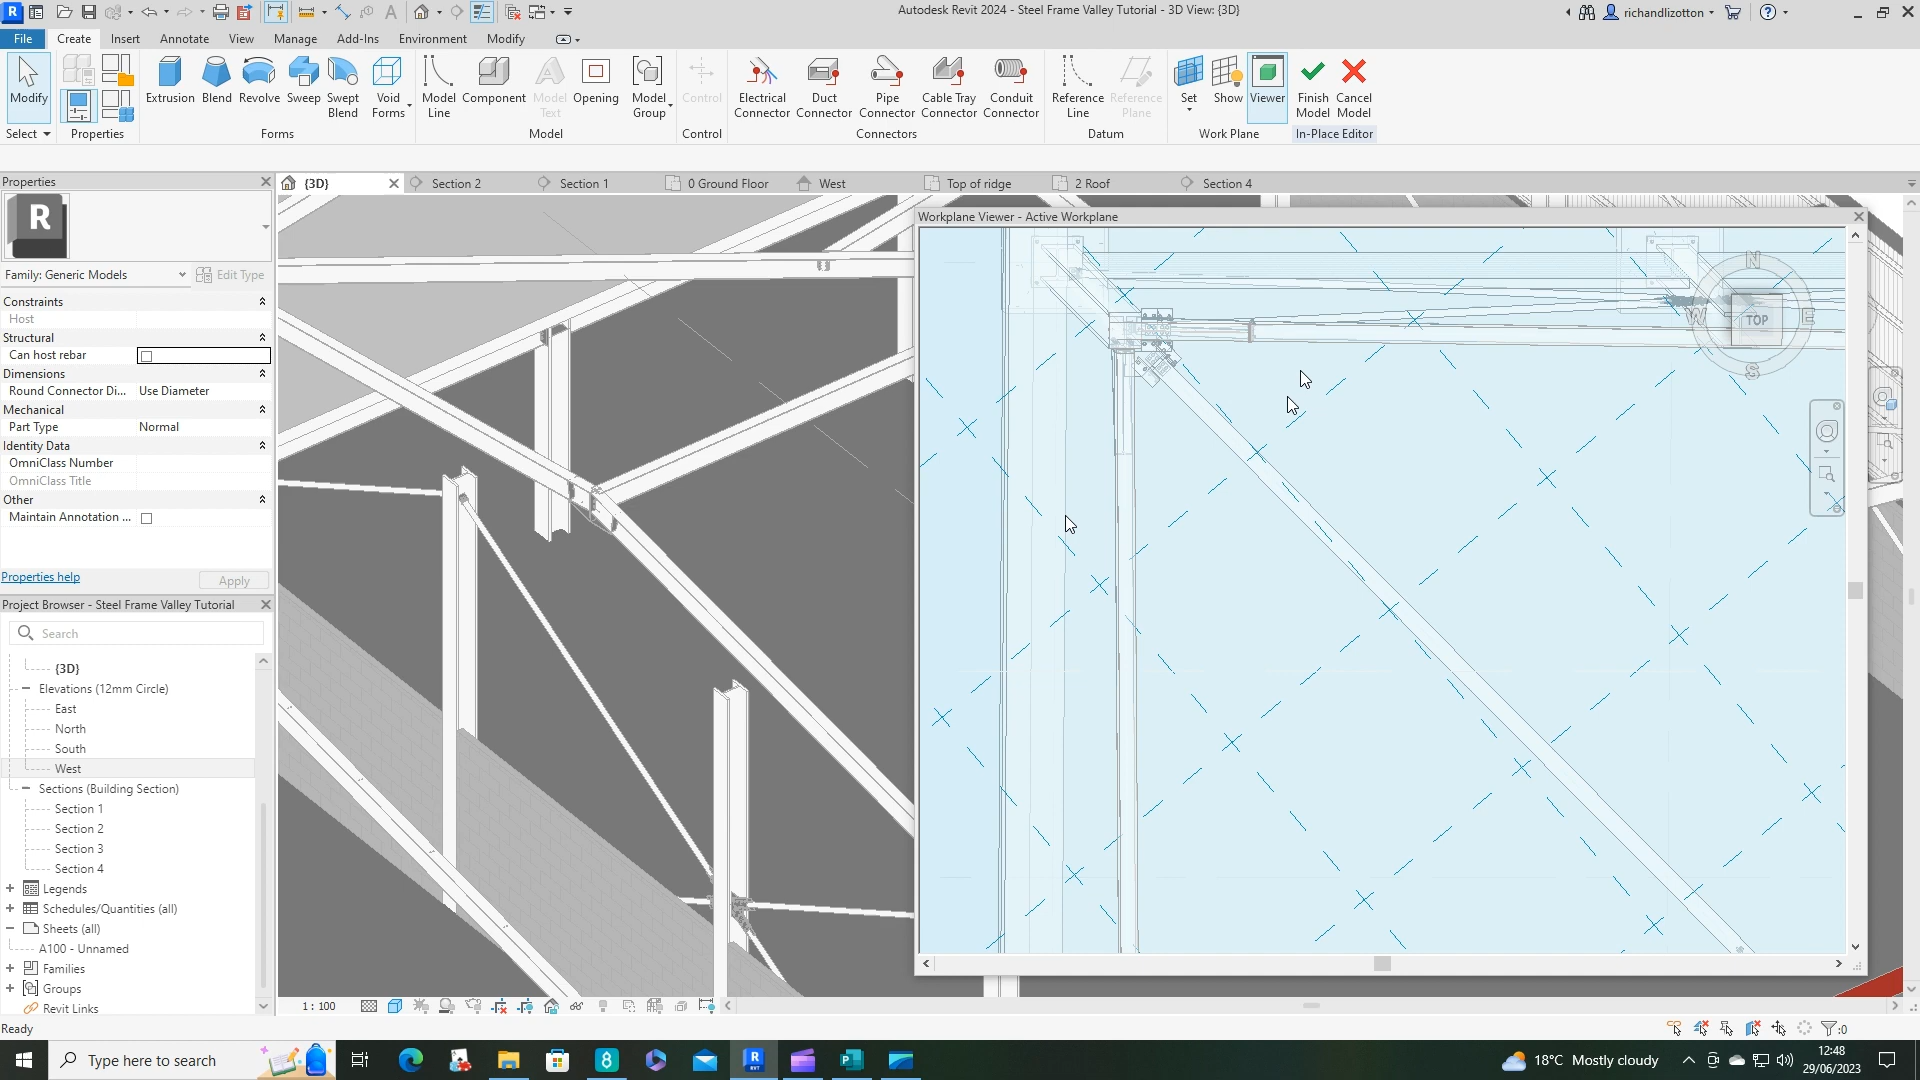 Autodesk Revit 2024 - Steel Frame Valley Tutorial - 3D View: {3D}
richandlizotton
File
Create
Insert
Annotate
View
Manage
Add-Ins
Environment
Modify
Modify
Extrusion
Blend
Revolve
Sweep
Swept Blend
Void Forms
Model Line
Component
Model Text
Opening
Model Group
Control
Electrical Connector
Duct Connector
Pipe Connector
Cable Tray Connector
Conduit Connector
Reference Line
Reference Plane
Set
Show
Viewer
Finish Model
Cancel Model
Select
Properties
Forms
Model
Control
Connectors
Datum
Work Plane
In-Place Editor
Properties
{3D}
Section 2
Section 1
0 Ground Floor
West
Top of ridge
2 Roof
Section 4
R
Family: Generic Models
Edit Type
Constraints
Host
Structural
Can host rebar
Dimensions
Round Connector Di... Use Diameter
Mechanical
Part Type Normal
Identity Data
OmniClass Number
OmniClass Title
Other
Maintain Annotation ...
Properties help
Apply
Workplane Viewer - Active Workplane
N
W
TOP
E
S
Project Browser - Steel Frame Valley Tutorial
Search
{3D}
Elevations (12mm Circle)
East
North
South
West
Sections (Building Section)
Section 1
Section 2
Section 3
Section 4
Legends
Schedules/Quantities (all)
Sheets (all)
A100 - Unnamed
Families
Groups
Revit Links
1 : 100
Ready
:0
Type here to search
18°C Mostly cloudy
12:48
29/06/2023